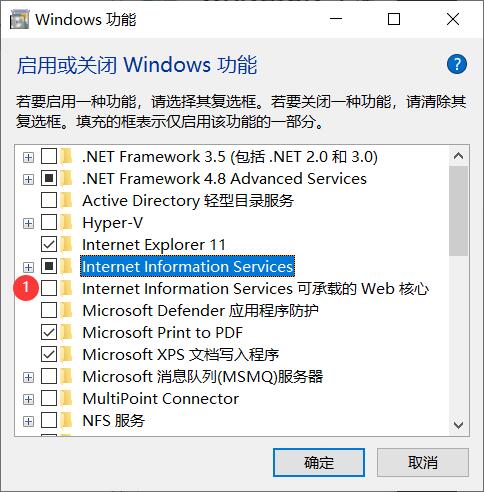 Windows 功能
启用或关闭 Windows 功能
?
若要启用一种功能，请选择其复选框。若要关闭一种功能，请清除其
复选框。填充的框表示仅启用该功能的一部分。
.NET Framework 3.5 (包括 .NET 2.0 和 3.0)
.NET Framework 4.8 Advanced Services
Active Directory 轻型目录服务
Hyper-V
Internet Explorer 11
Internet Information Services
1
Internet Information Services 可承载的 Web 核心
Microsoft Defender 应用程序防护
Microsoft Print to PDF
Microsoft XPS 文档写入程序
Microsoft 消息队列(MSMQ)服务器
MultiPoint Connector
NFS 服务
确定
取消